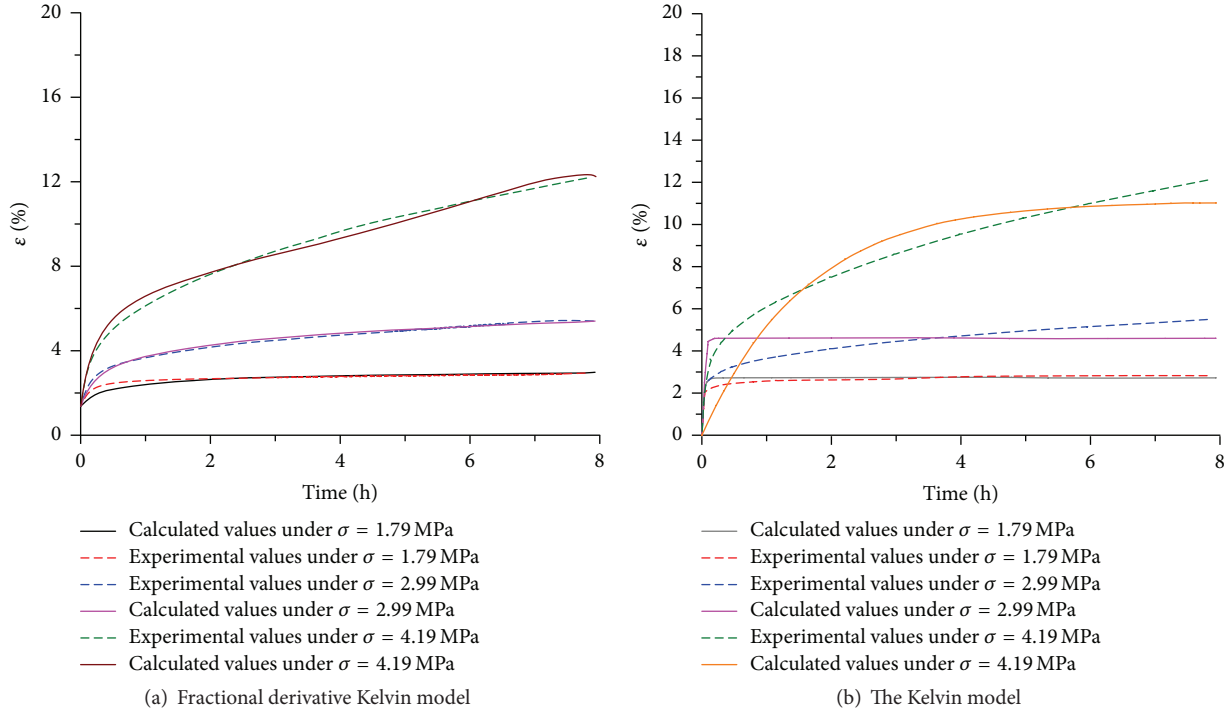 20
16
12
8
4
0
ε (%)
0 2 4 6 8
Time (h)
Calculated values under σ = 1.79 MPa
Experimental values under σ = 1.79 MPa
Experimental values under σ = 2.99 MPa
Calculated values under σ = 2.99 MPa
Experimental values under σ = 4.19 MPa
Calculated values under σ = 4.19 MPa
(a) Fractional derivative Kelvin model
20
18
16
14
12
10
8
6
4
2
0
ε (%)
0 2 4 6 8
Time (h)
Calculated values under σ = 1.79 MPa
Experimental values under σ = 1.79 MPa
Experimental values under σ = 2.99 MPa
Calculated values under σ = 2.99 MPa
Experimental values under σ = 4.19 MPa
Calculated values under σ = 4.19 MPa
(b) The Kelvin model